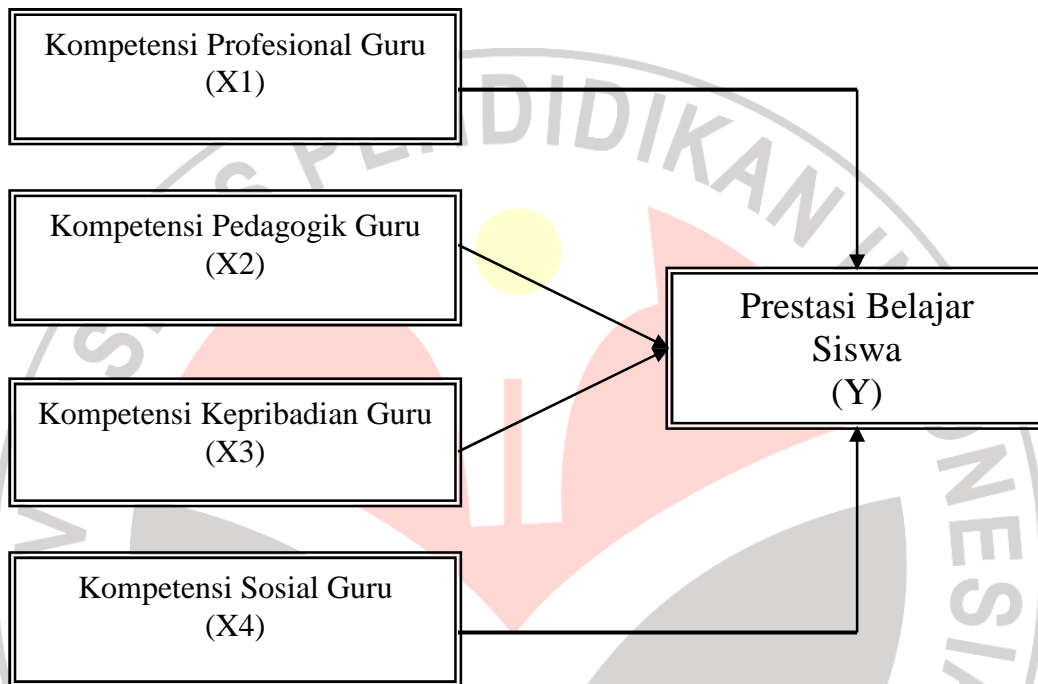 Kompetensi Profesional Guru
(X1)
Kompetensi Pedagogik Guru
(X2)
Kompetensi Kepribadian Guru
(X3)
Kompetensi Sosial Guru
(X4)
Prestasi Belajar
Siswa
(Y)